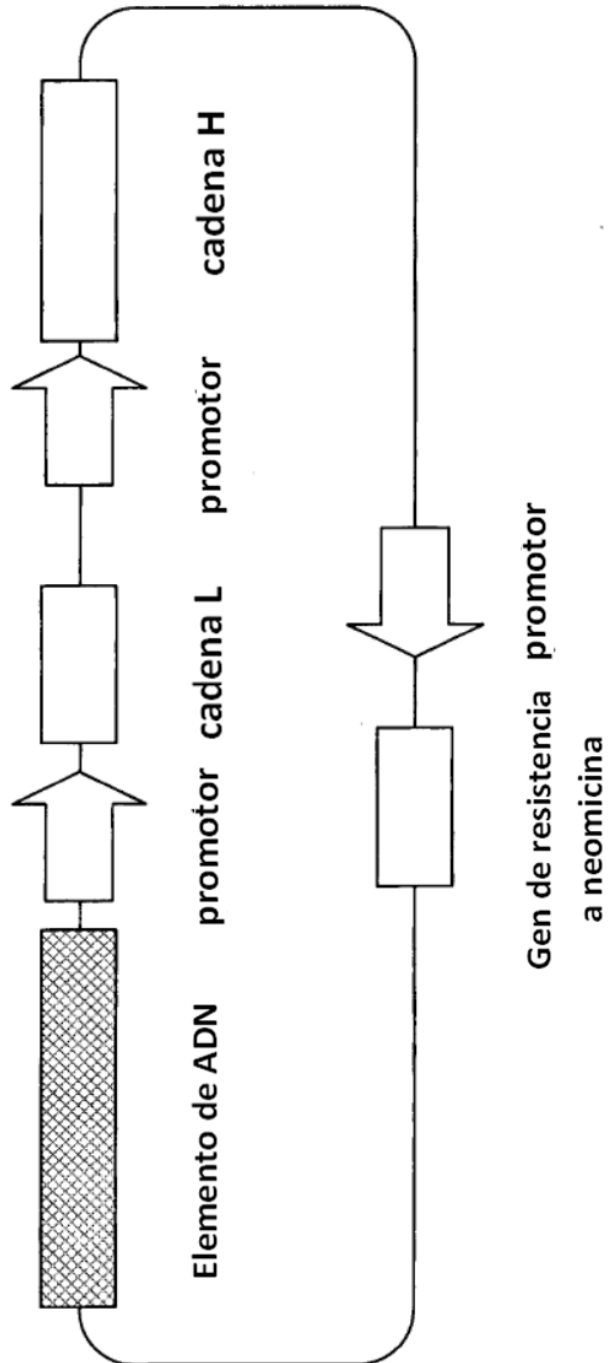 Elemento de ADN promotor cadena L promotor cadena H
Gen de resistencia promotor
a neomicina